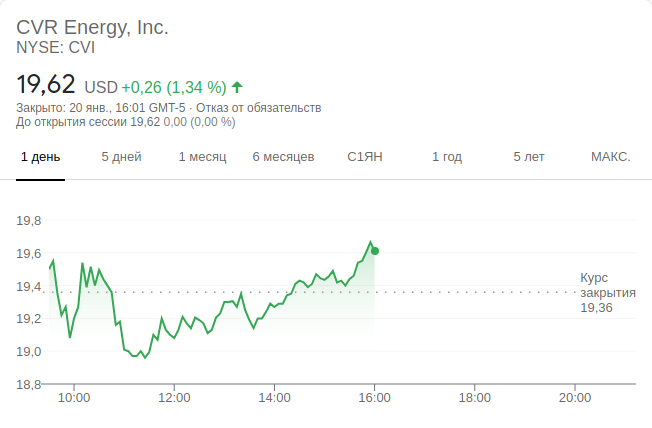 CVR Energy, Inc.
NYSE: CVI
19,62 USD +0,26 (1,34 %)
Закрыто: 20 янв., 16:01 GMT-5 · Отказ от обязательств
До открытия сессии 19,62 0,00 (0,00 %)
1 день 5 дней 1 месяц 6 месяцев С1ЯН 1 год 5 лет МАКС.
19,8
19,6
19,4
19,2
19,0
18,8
Курс
закрытия
19,36
10:00 12:00 14:00 16:00 18:00 20:00